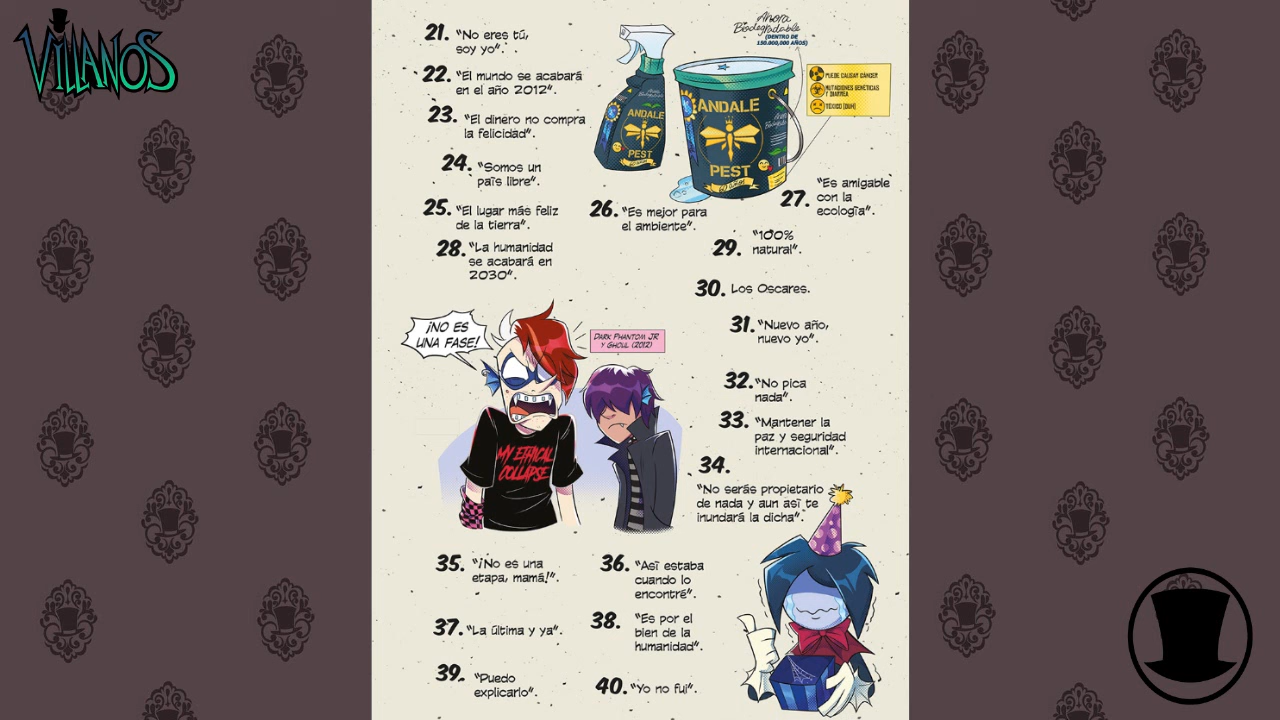 VILLANOS
21. "No eres tú,
soy yo".
22. "El mundo se acabará
en el año 2012".
23. "El dinero no compra
la felicidad".
24. "Somos un
país libre".
25. "El lugar más feliz
de la tierra".
Ahora
Biodegradable
(DENTRO DE
150.000,000 AÑOS)
PUEDE CAUSAR CÁNCER
MUTACIONES GENÉTICAS
Y DIARREA
TÓXICO (DUH)
ANDALE
PEST
ANDALE
PEST
26. "Es mejor para
el ambiente".
27. "Es amigable
con la
ecología".
28. "La humanidad
se acabará en
2030".
29. "100%
natural".
30. Los Oscares.
¡NO ES
UNA FASE!
DARK PHANTOM JR
Y GHOUL (2012)
MY ETHICAL
COLLAPSE
31. "Nuevo año,
nuevo yo".
32. "No pica
nada".
33. "Mantener la
paz y seguridad
internacional".
34.
"No serás propietario
de nada y aun así te
inundará la dicha".
35. "¡No es una
etapa, mamá!".
36. "Así estaba
cuando lo
encontré".
37. "La última y ya".
38. "Es por el
bien de la
humanidad".
39. "Puedo
explicarlo".
40. "Yo no fui".